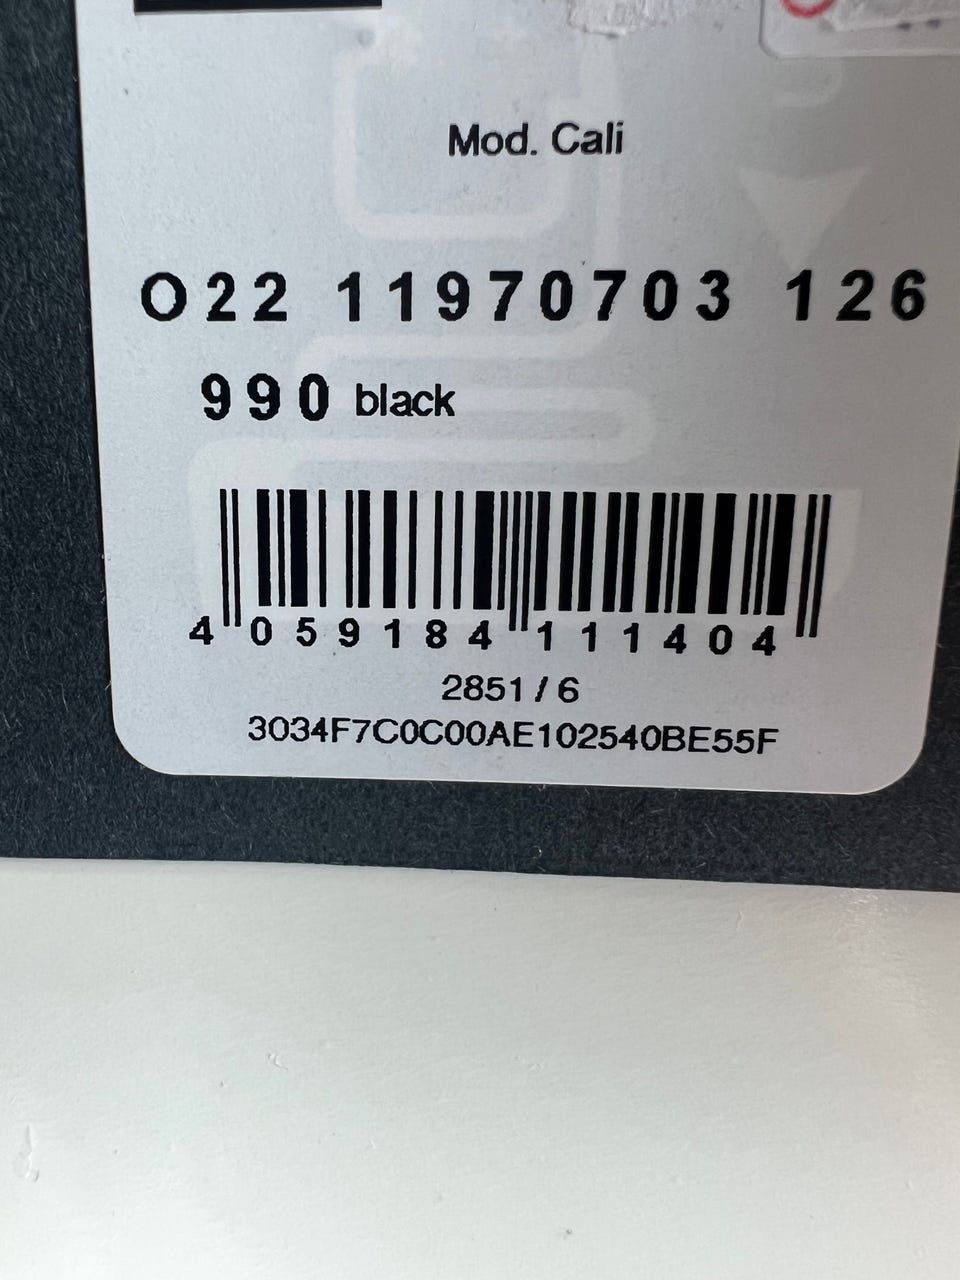 Mod. Cali
O22 11970703 126
990 black
4 059184 111404
2851 / 6
3034F7C0C00AE102540BE55F